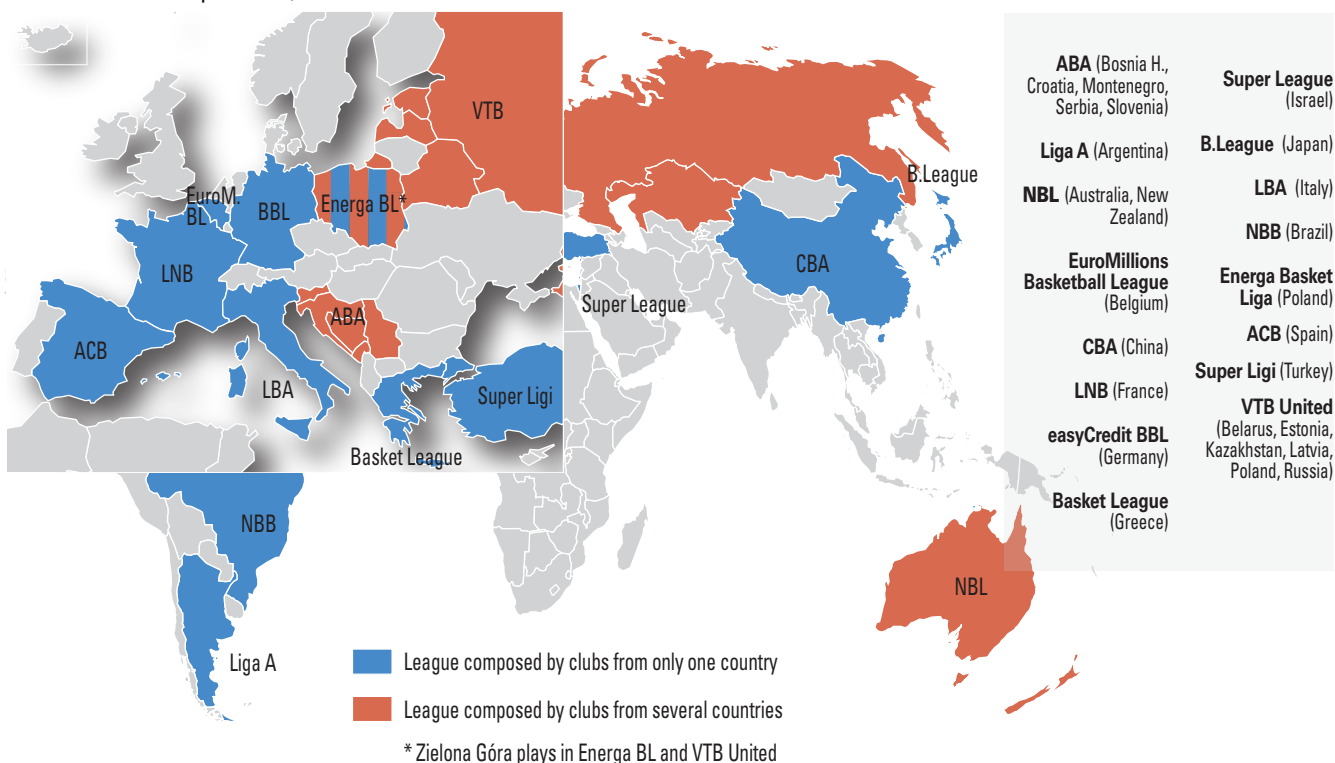 VTB
EuroM.
BL
BBL
Energa BL*
B.League
LNB
CBA
Super League
ABA
ACB
LBA
Super Ligi
Basket League
NBB
NBL
Liga A
League composed by clubs from only one country
League composed by clubs from several countries
* Zielona Góra plays in Energa BL and VTB United
ABA (Bosnia H.,
Croatia, Montenegro,
Serbia, Slovenia)
Liga A (Argentina)
NBL (Australia, New
Zealand)
EuroMillions
Basketball League
(Belgium)
CBA (China)
LNB (France)
easyCredit BBL
(Germany)
Basket League
(Greece)
Super League
(Israel)
B.League (Japan)
LBA (Italy)
NBB (Brazil)
Energa Basket
Liga (Poland)
ACB (Spain)
Super Ligi (Turkey)
VTB United
(Belarus, Estonia,
Kazakhstan, Latvia,
Poland, Russia)